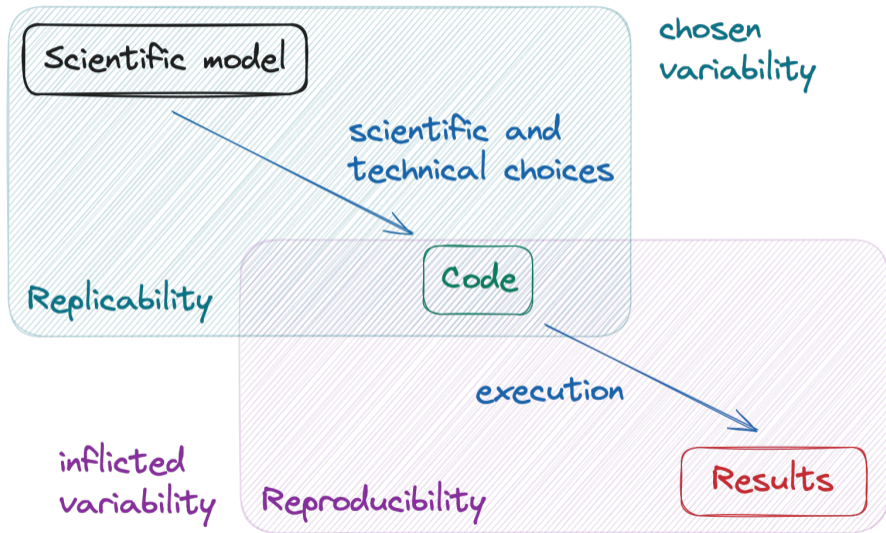 Scientific model
chosen
variability
scientific and
technical choices
Code
Replicability
execution
inflicted
variability
Reproducibility
Results